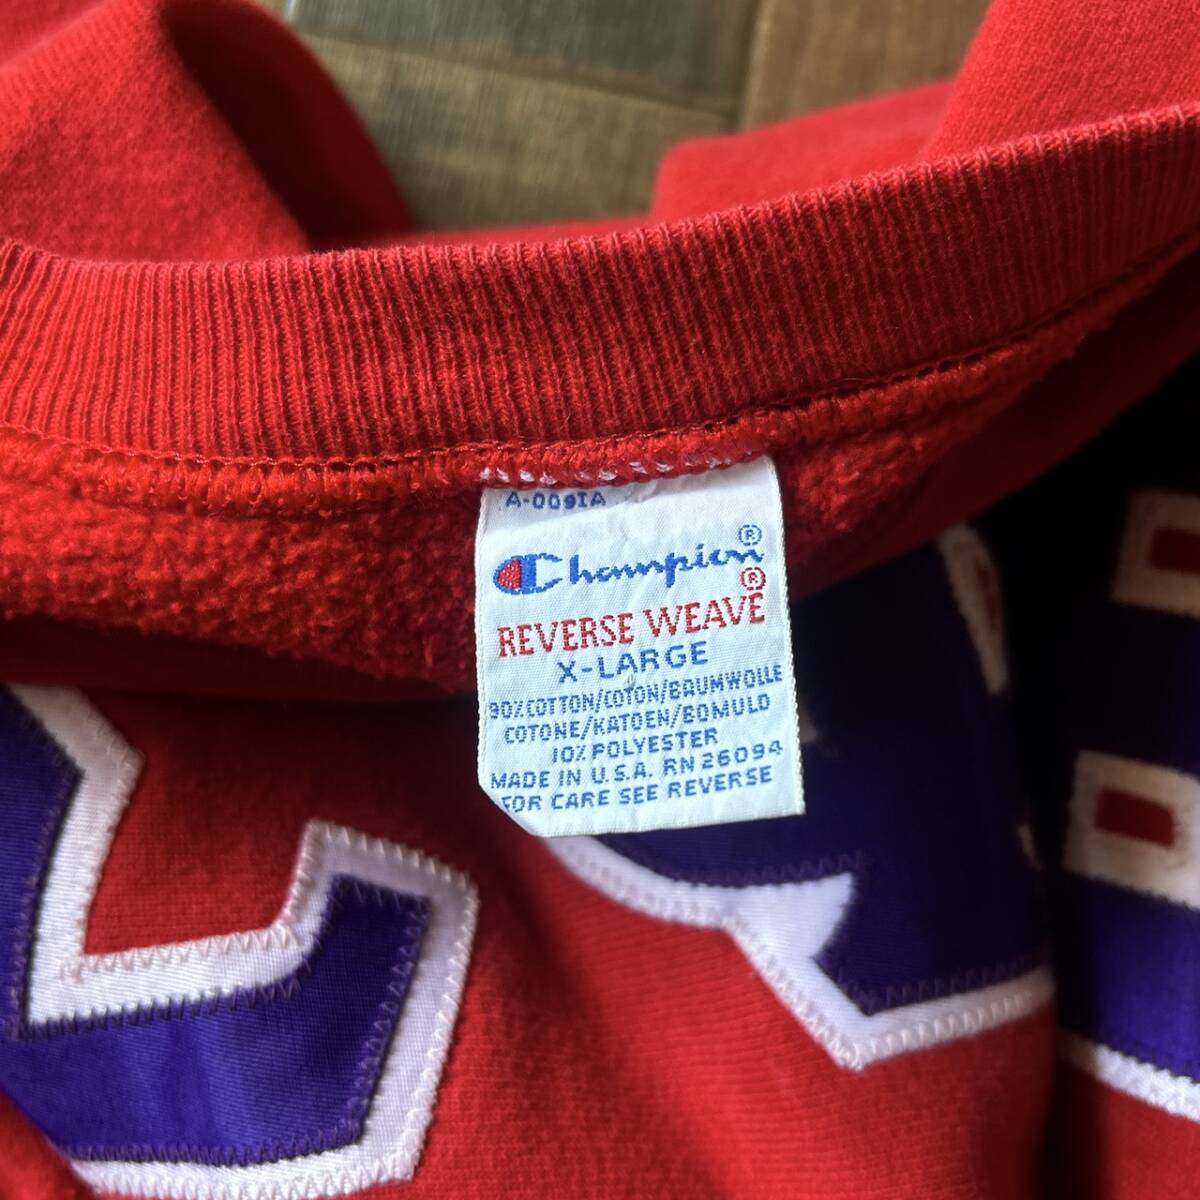 A-009IA
Champion®
REVERSE WEAVE®
X-LARGE
90% COTTON/COTON/BAUMWOLLE
COTONE/KATOEN/BOMULD
10% POLYESTER
MADE IN U.S.A. RN 26094
FOR CARE SEE REVERSE